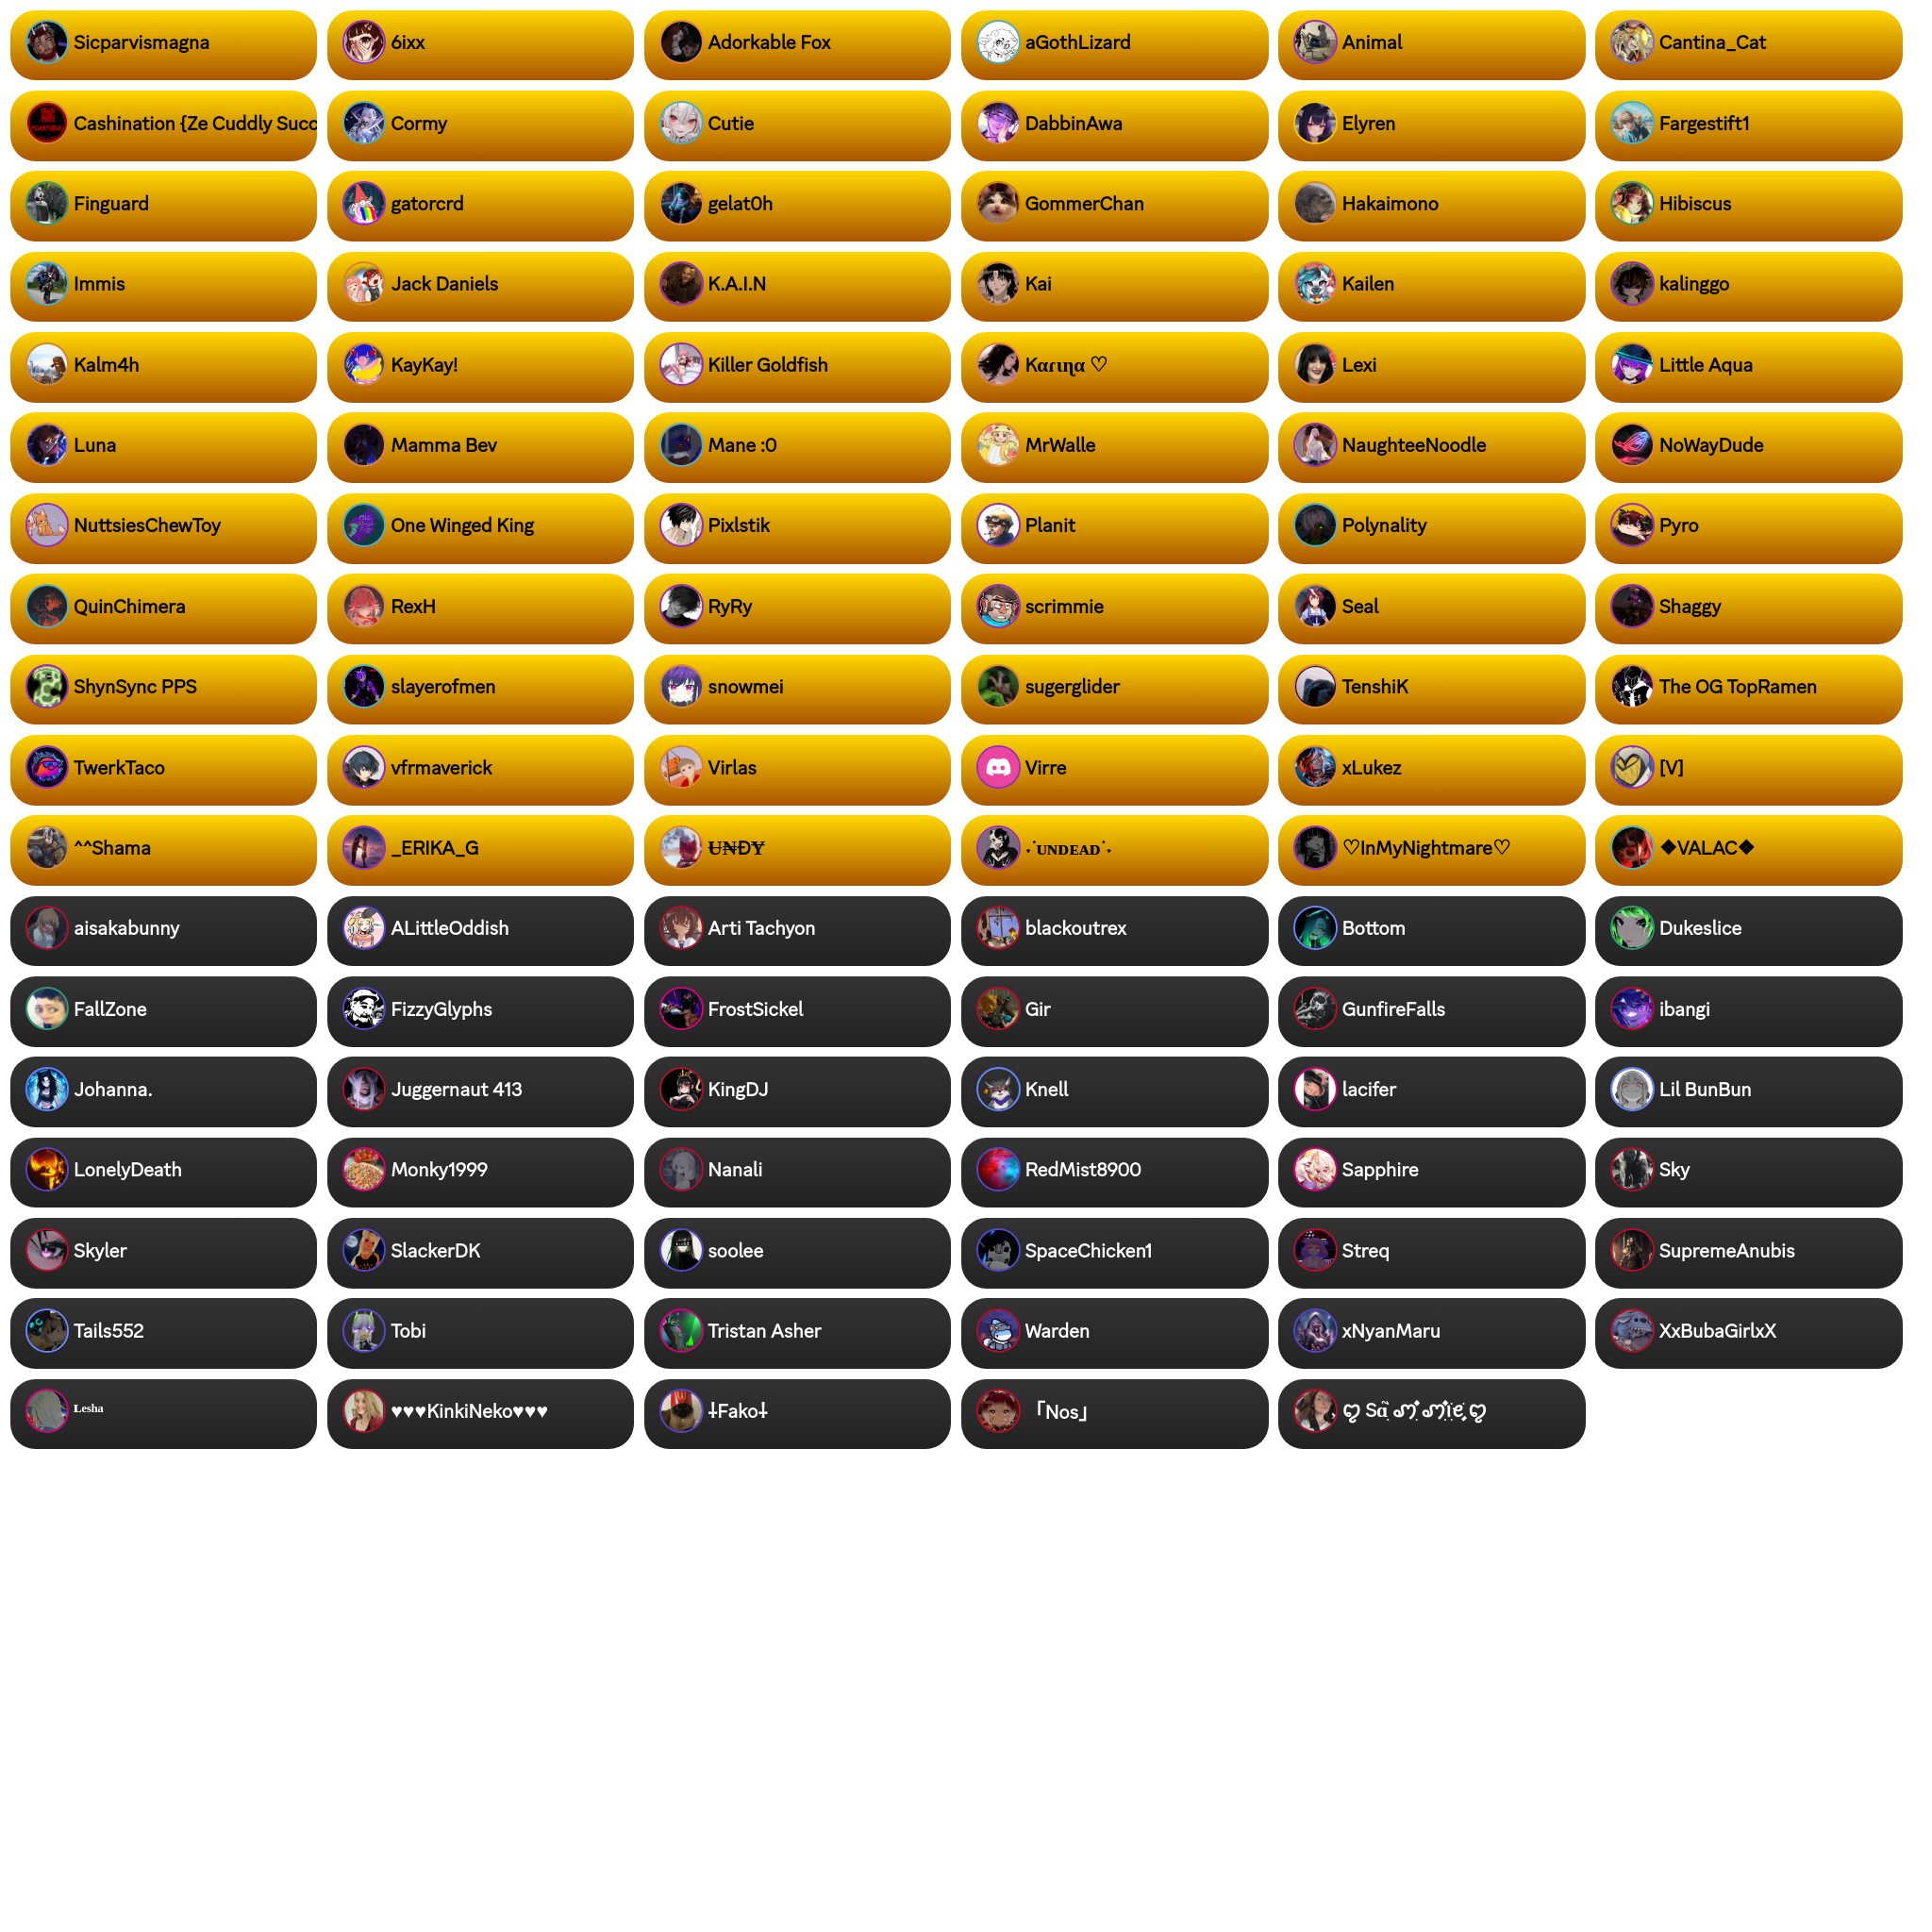 Sicparvismagna
6ixx
Adorkable Fox
aGothLizard
Animal
Cantina_Cat
Cashination {Ze Cuddly Succ
Cormy
Cutie
DabbinAwa
Elyren
Fargestift1
Finguard
gatorcrd
gelat0h
GommerChan
Hakaimono
Hibiscus
Immis
Jack Daniels
K.A.I.N
Kai
Kailen
kalinggo
Kalm4h
KayKay!
Killer Goldfish
Kαɾιɳα ♡
Lexi
Little Aqua
Luna
Mamma Bev
Mane :0
MrWalle
NaughteeNoodle
NoWayDude
NuttsiesChewToy
One Winged King
Pixlstik
Planit
Polynality
Pyro
QuinChimera
RexH
RyRy
scrimmie
Seal
Shaggy
ShynSync PPS
slayerofmen
snowmei
sugerglider
TenshiK
The OG TopRamen
TwerkTaco
vfrmaverick
Virlas
Virre
xLukez
[V]
^^Shama
_ERIKA_G
Ʉ₦ĐɎ
˖˙ᴜɴᴅᴇᴀᴅ˙˖
♡InMyNightmare♡
❖VALAC❖
aisakabunny
ALittleOddish
Arti Tachyon
blackoutrex
Bottom
Dukeslice
FallZone
FizzyGlyphs
FrostSickel
Gir
GunfireFalls
ibangi
Johanna.
Juggernaut 413
KingDJ
Knell
lacifer
Lil BunBun
LonelyDeath
Monky1999
Nanali
RedMist8900
Sapphire
Sky
Skyler
SlackerDK
soolee
SpaceChicken1
Streq
SupremeAnubis
Tails552
Tobi
Tristan Asher
Warden
xNyanMaru
XxBubaGirlxX
ᴸᵉˢʰᵃ
♥♥♥KinkiNeko♥♥♥
⸸Fako⸸
「Nos」